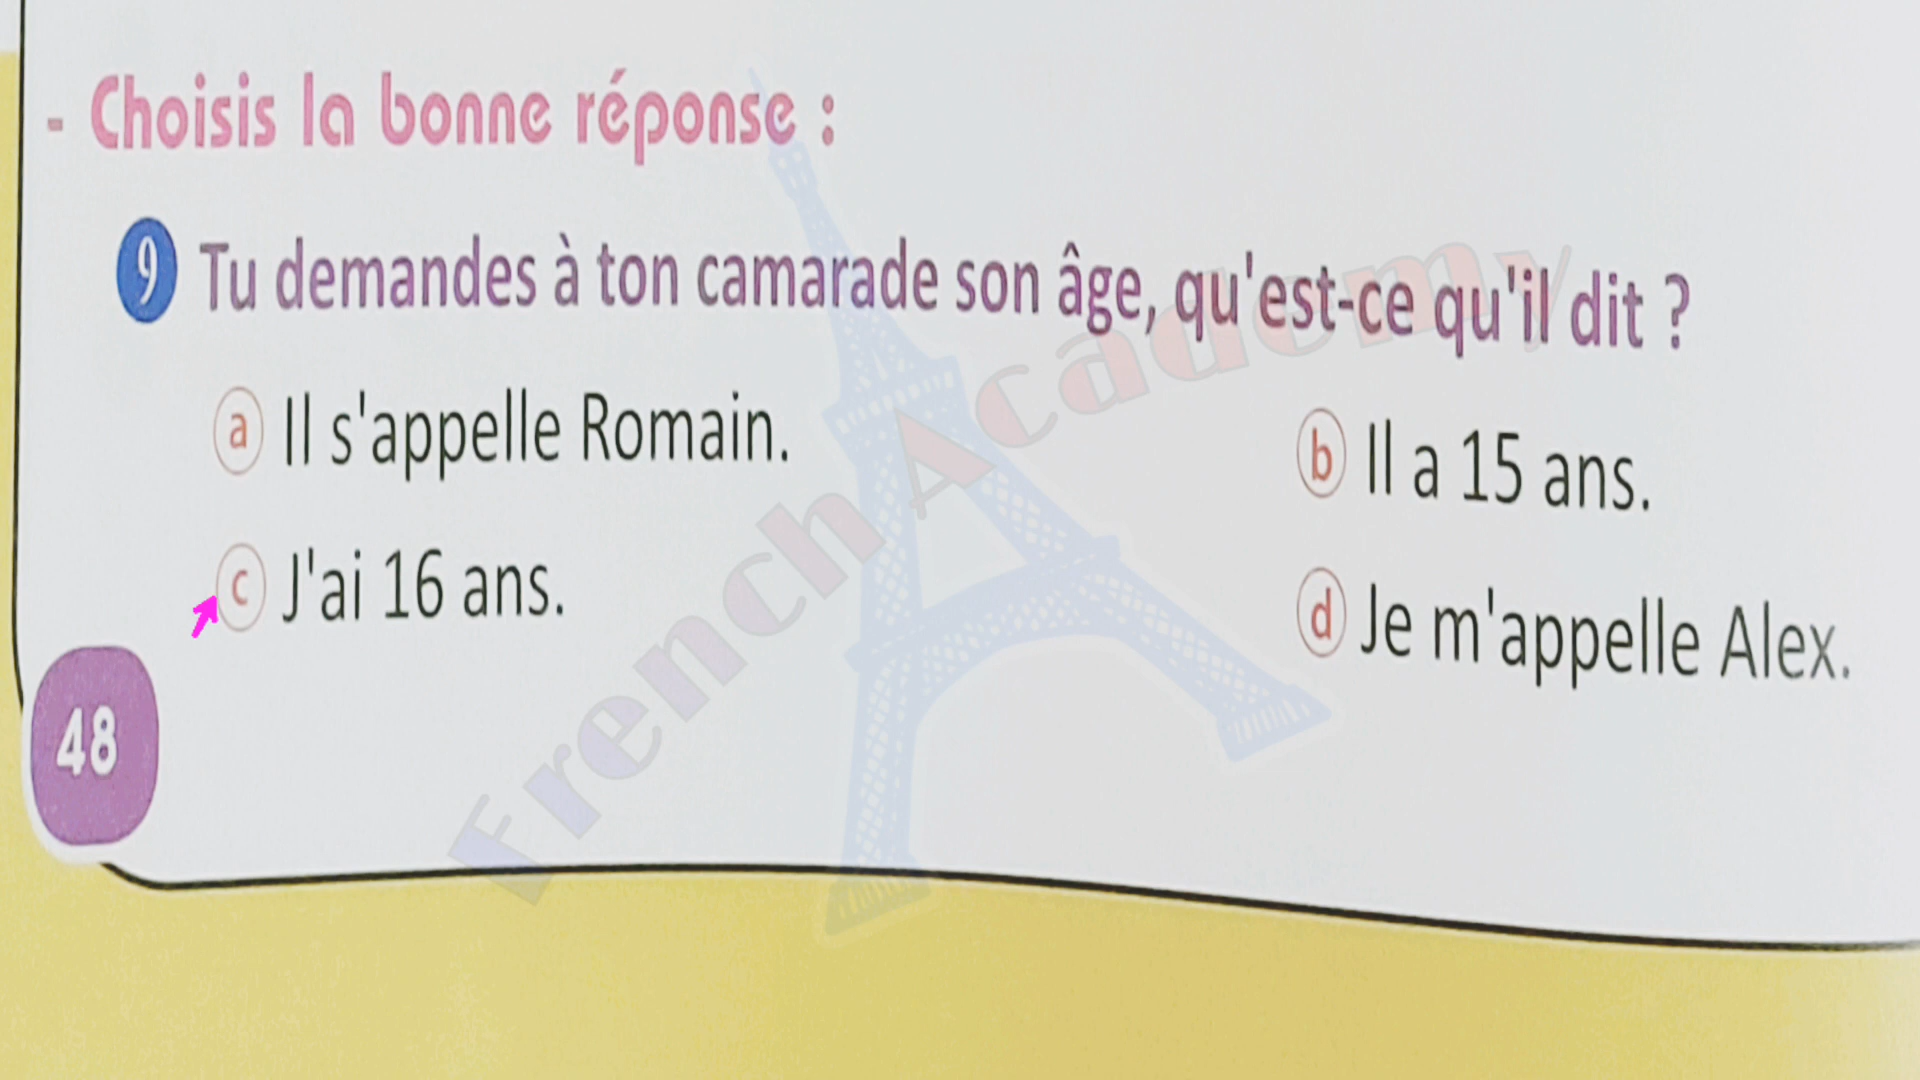 - Choisis la bonne réponse :
9 Tu demandes à ton camarade son âge, qu'est-ce qu'il dit ?
a Il s'appelle Romain.
b Il a 15 ans.
c J'ai 16 ans.
d Je m'appelle Alex.
48
French Academy